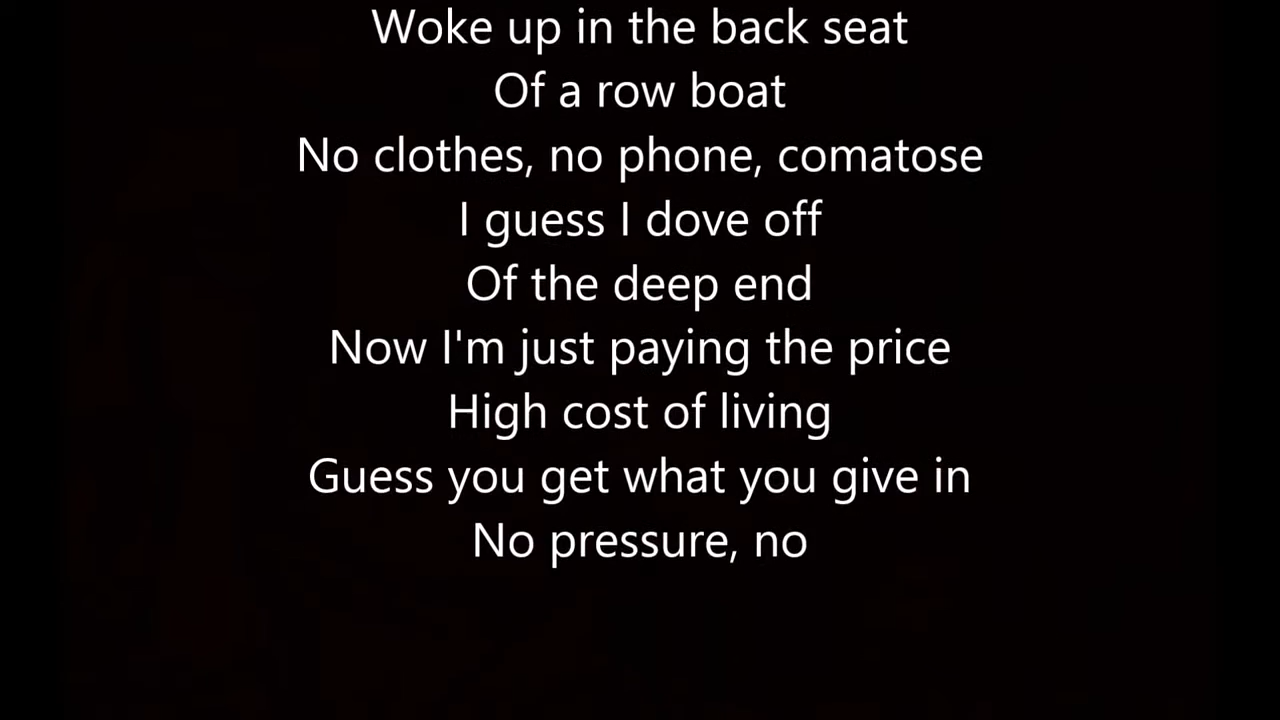 Woke up in the back seat
Of a row boat
No clothes, no phone, comatose
I guess I dove off
Of the deep end
Now I'm just paying the price
High cost of living
Guess you get what you give in
No pressure, no